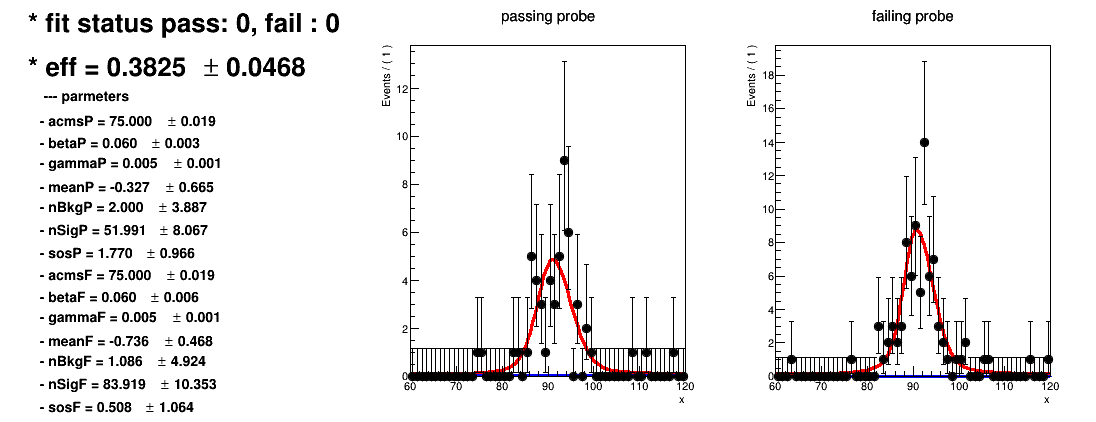 * fit status pass: 0, fail : 0
* eff = 0.3825 ± 0.0468
--- parmeters
- acmsP = 75.000 ± 0.019
- betaP = 0.060 ± 0.003
- gammaP = 0.005 ± 0.001
- meanP = -0.327 ± 0.665
- nBkgP = 2.000 ± 3.887
- nSigP = 51.991 ± 8.067
- sosP = 1.770 ± 0.966
- acmsF = 75.000 ± 0.019
- betaF = 0.060 ± 0.006
- gammaF = 0.005 ± 0.001
- meanF = -0.736 ± 0.468
- nBkgF = 1.086 ± 4.924
- nSigF = 83.919 ± 10.353
- sosF = 0.508 ± 1.064
passing probe
Events / ( 1 )
12
10
8
6
4
2
0
60 70 80 90 100 110 120
x
failing probe
Events / ( 1 )
18
16
14
12
10
8
6
4
2
0
60 70 80 90 100 110 120
x